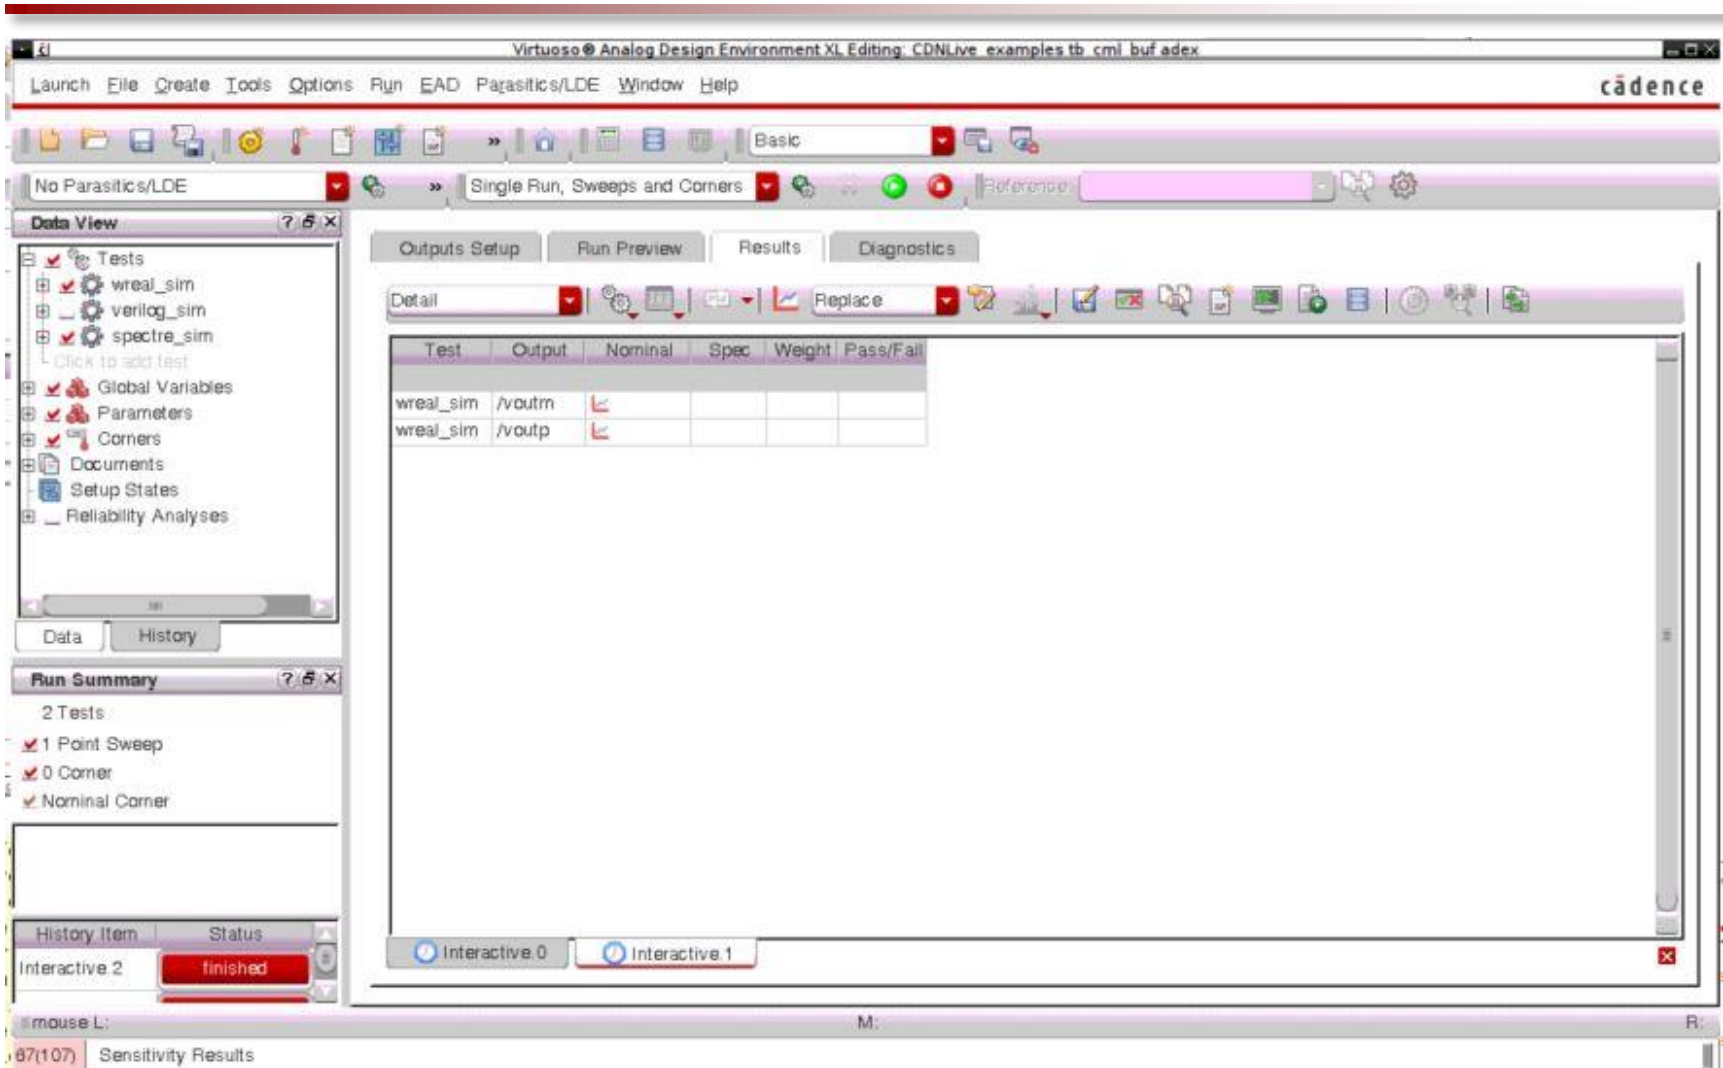 Virtuoso® Analog Design Environment XL Editing: CDNLive examples tb cml buf adex
Launch File Create Tools Options Run EAD Parasitics/LDE Window Help
cādence
» Basic
No Parasitics/LDE » Single Run, Sweeps and Corners Reference:
Data View
Tests
wreal_sim
verilog_sim
spectre_sim
Click to add test
Global Variables
Parameters
Corners
Documents
Setup States
Reliability Analyses
Data History
Run Summary
2 Tests
1 Point Sweep
0 Corner
Nominal Corner
History Item Status
Interactive.2 finished
Outputs Setup Run Preview Results Diagnostics
Detail Replace
Test Output Nominal Spec Weight Pass/Fail
wreal_sim /voutm
wreal_sim /voutp
Interactive.0 Interactive.1
mouse L: M: R:
67(107) Sensitivity Results